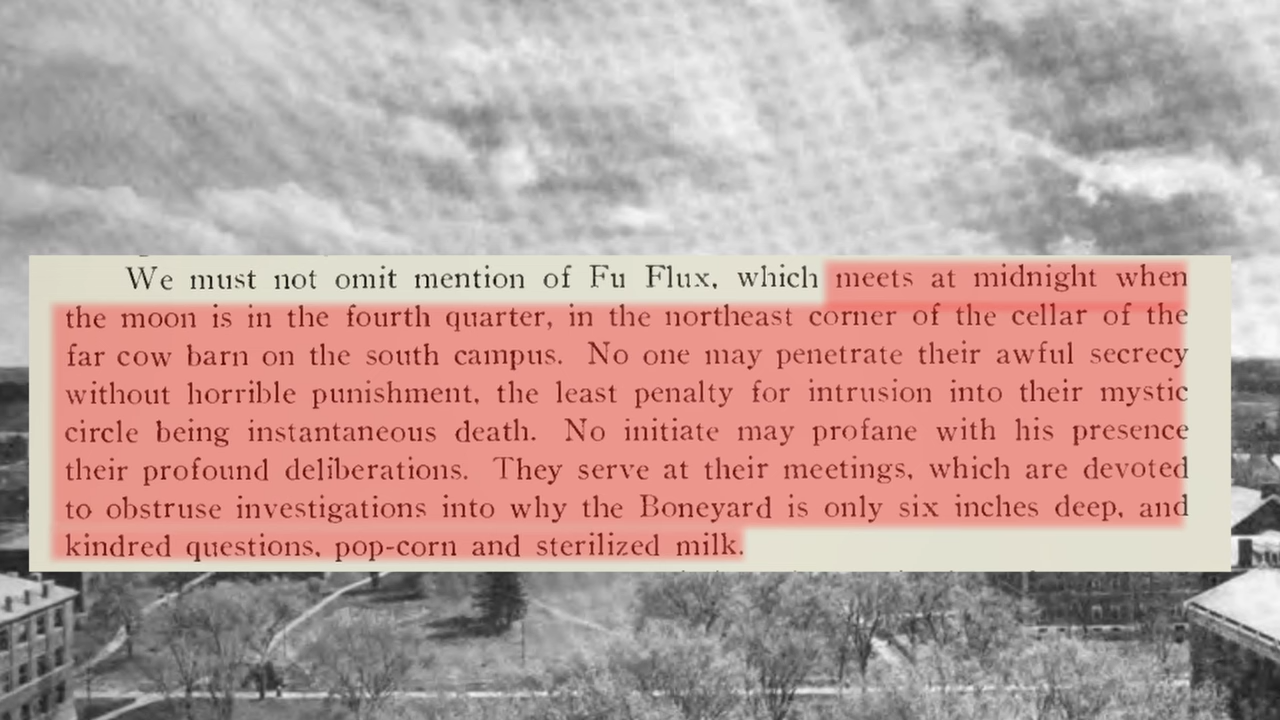 We must not omit mention of Fu Flux, which meets at midnight when
the moon is in the fourth quarter, in the northeast corner of the cellar of the
far cow barn on the south campus. No one may penetrate their awful secrecy
without horrible punishment, the least penalty for intrusion into their mystic
circle being instantaneous death. No initiate may profane with his presence
their profound deliberations. They serve at their meetings, which are devoted
to obstruse investigations into why the Boneyard is only six inches deep, and
kindred questions, pop-corn and sterilized milk.